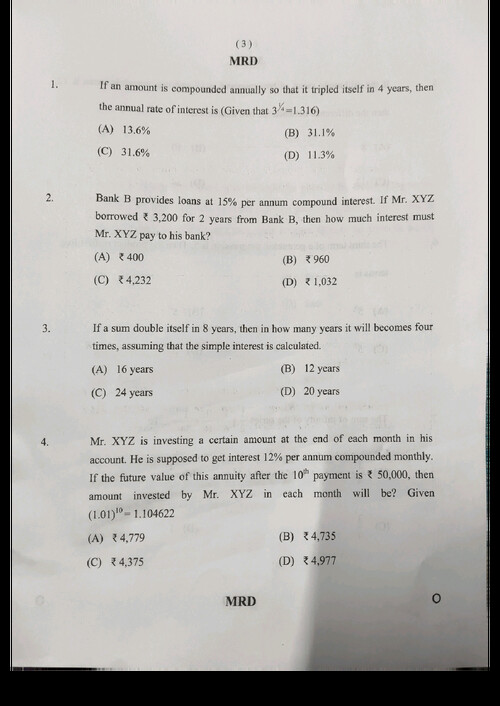 (3)
MRD
1. If an amount is compounded annually so that it tripled itself in 4 years, then
the annual rate of interest is (Given that 3^¼=1.316)
(A) 13.6% (B) 31.1%
(C) 31.6% (D) 11.3%
2. Bank B provides loans at 15% per annum compound interest. If Mr. XYZ
borrowed ₹ 3,200 for 2 years from Bank B, then how much interest must
Mr. XYZ pay to his bank?
(A) ₹ 400 (B) ₹ 960
(C) ₹ 4,232 (D) ₹ 1,032
3. If a sum double itself in 8 years, then in how many years it will becomes four
times, assuming that the simple interest is calculated.
(A) 16 years (B) 12 years
(C) 24 years (D) 20 years
4. Mr. XYZ is investing a certain amount at the end of each month in his
account. He is supposed to get interest 12% per annum compounded monthly.
If the future value of this annuity after the 10th payment is ₹ 50,000, then
amount invested by Mr. XYZ in each month will be? Given
(1.01)^10 = 1.104622
(A) ₹ 4,779 (B) ₹ 4,735
(C) ₹ 4,375 (D) ₹ 4,977
MRD O